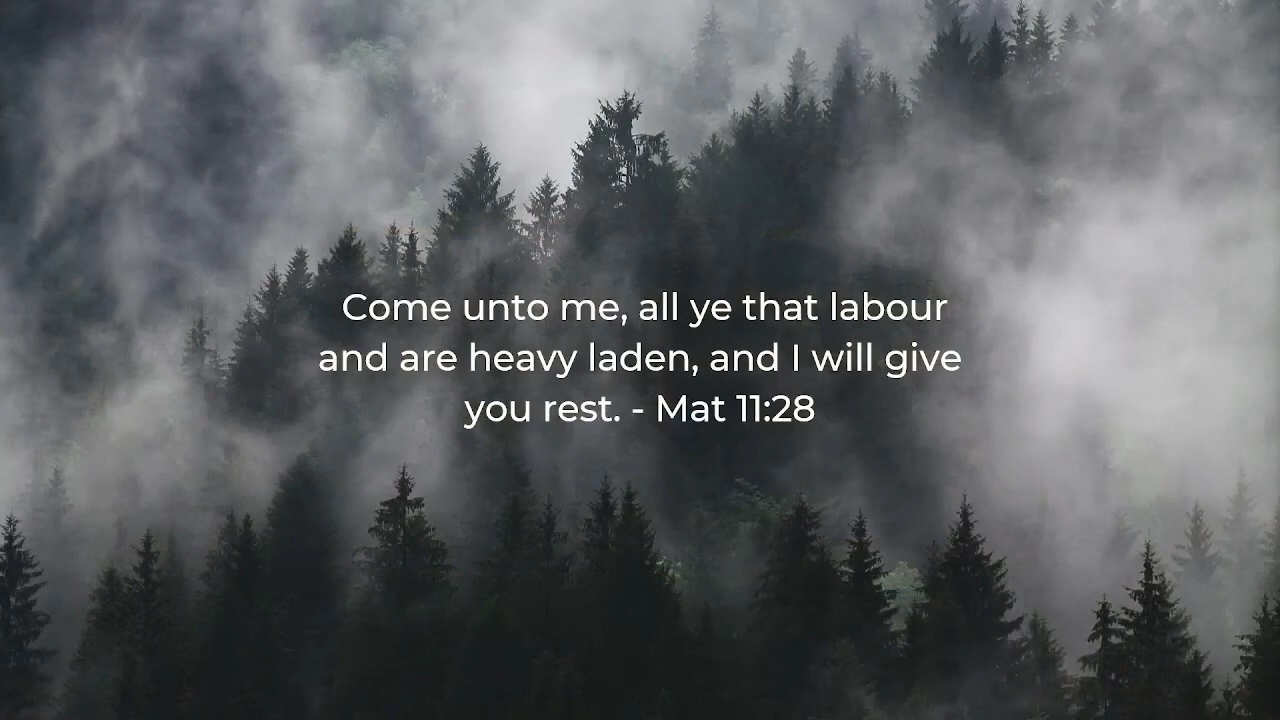 Come unto me, all ye that labour
and are heavy laden, and I will give
you rest. - Mat 11:28